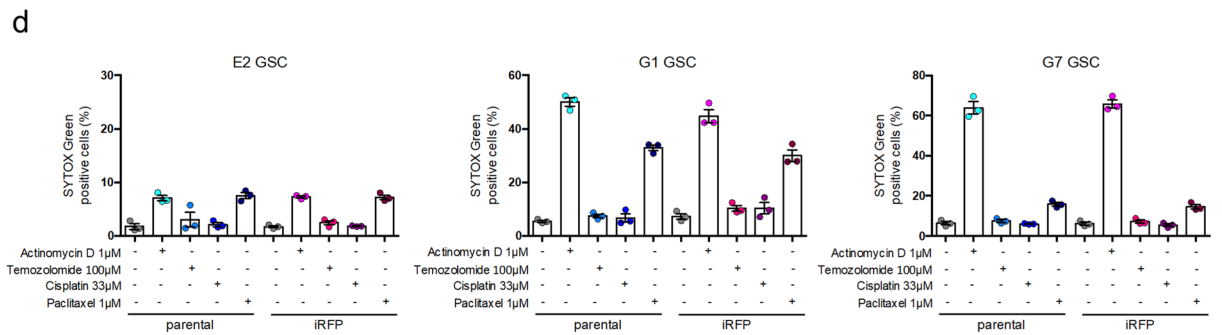 d
E2 GSC
SYTOX Green
positive cells (%)
30
20
10
0
Actinomycin D 1µM - + - - - - + - - -
Temozolomide 100µM - - + - - - - + - -
Cisplatin 33µM - - - + - - - - + -
Paclitaxel 1µM - - - - + - - - - +
parental iRFP
G1 GSC
SYTOX Green
positive cells (%)
60
40
20
0
Actinomycin D 1µM - + - - - - + - - -
Temozolomide 100µM - - + - - - - + - -
Cisplatin 33µM - - - + - - - - + -
Paclitaxel 1µM - - - - + - - - - +
parental iRFP
G7 GSC
SYTOX Green
positive cells (%)
80
60
40
20
0
Actinomycin D 1µM - + - - - - + - - -
Temozolomide 100µM - - + - - - - + - -
Cisplatin 33µM - - - + - - - - + -
Paclitaxel 1µM - - - - + - - - - +
parental iRFP